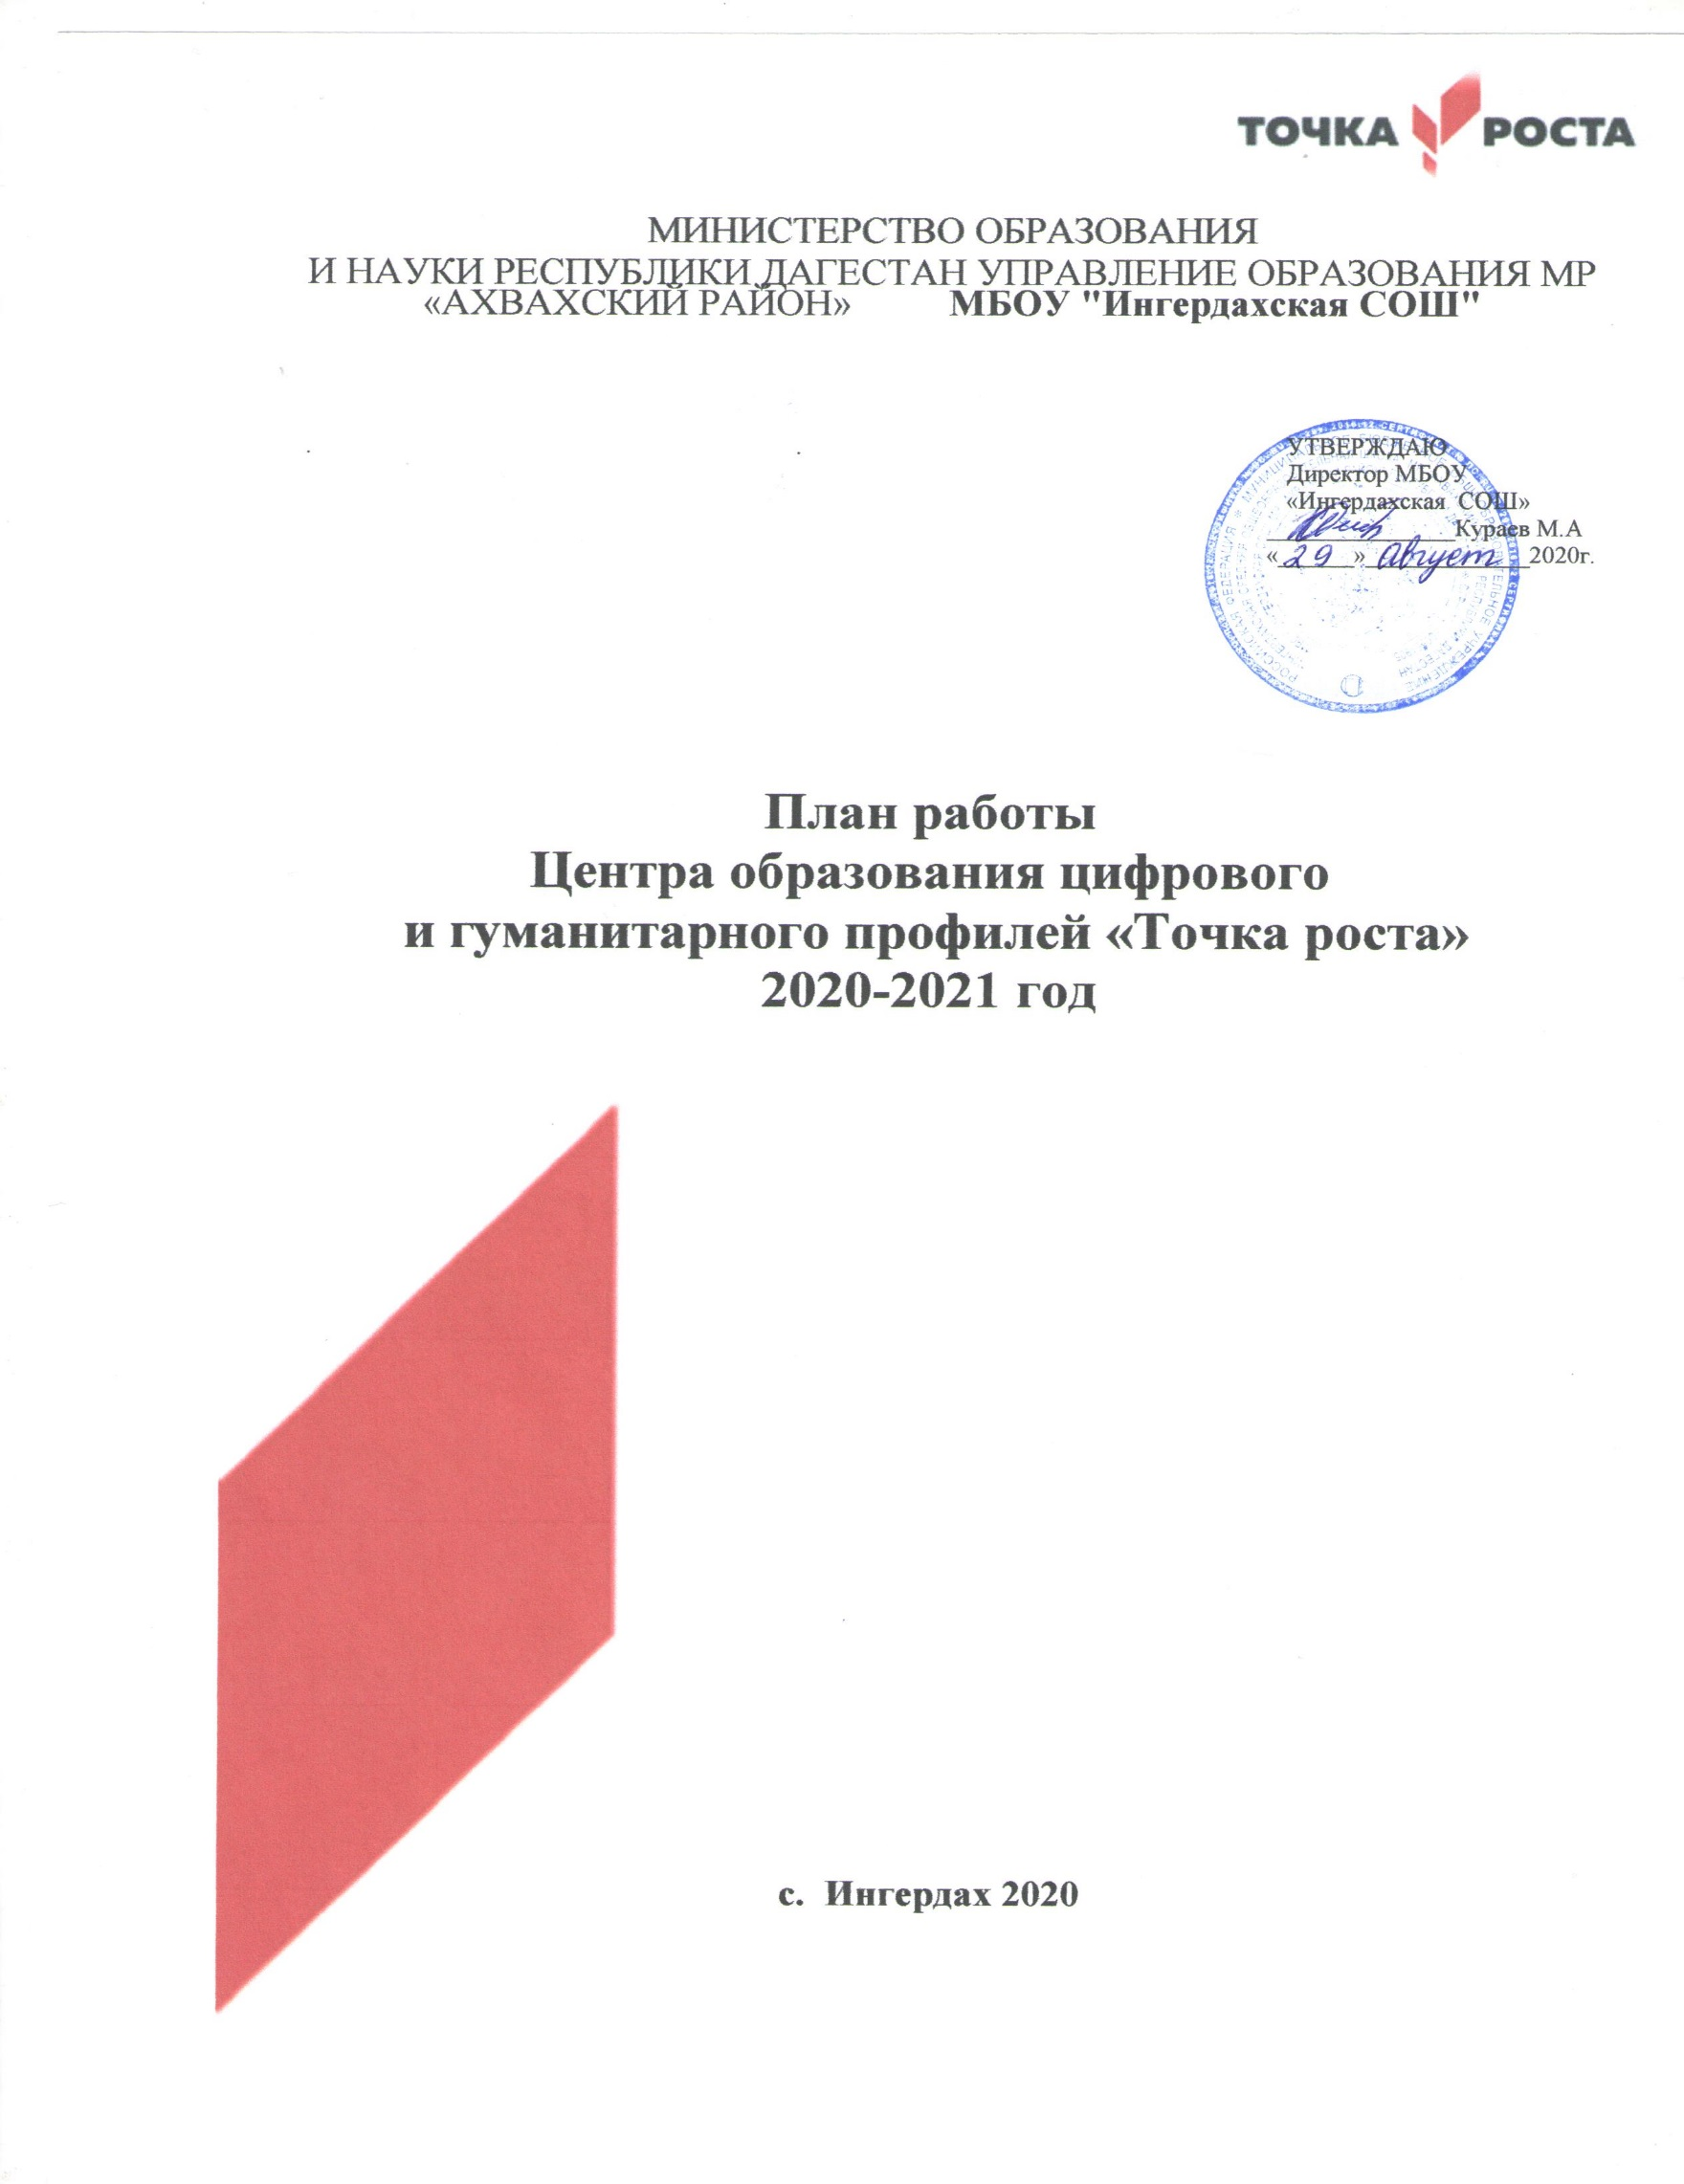 ТОЧКА РОСТА
МИНИСТЕРСТВО ОБРАЗОВАНИЯ
И НАУКИ РЕСПУБЛИКИ ДАГЕСТАН УПРАВЛЕНИЕ ОБРАЗОВАНИЯ МР
«АХВАХСКИЙ РАЙОН» МБОУ "Ингердахская СОШ"
УТВЕРЖДАЮ
Директор МБОУ
«Ингердахская СОШ»
Кураев М.А
«29» Август 2020г.
План работы
Центра образования цифрового
и гуманитарного профилей «Точка роста»
2020-2021 год
с. Ингердах 2020